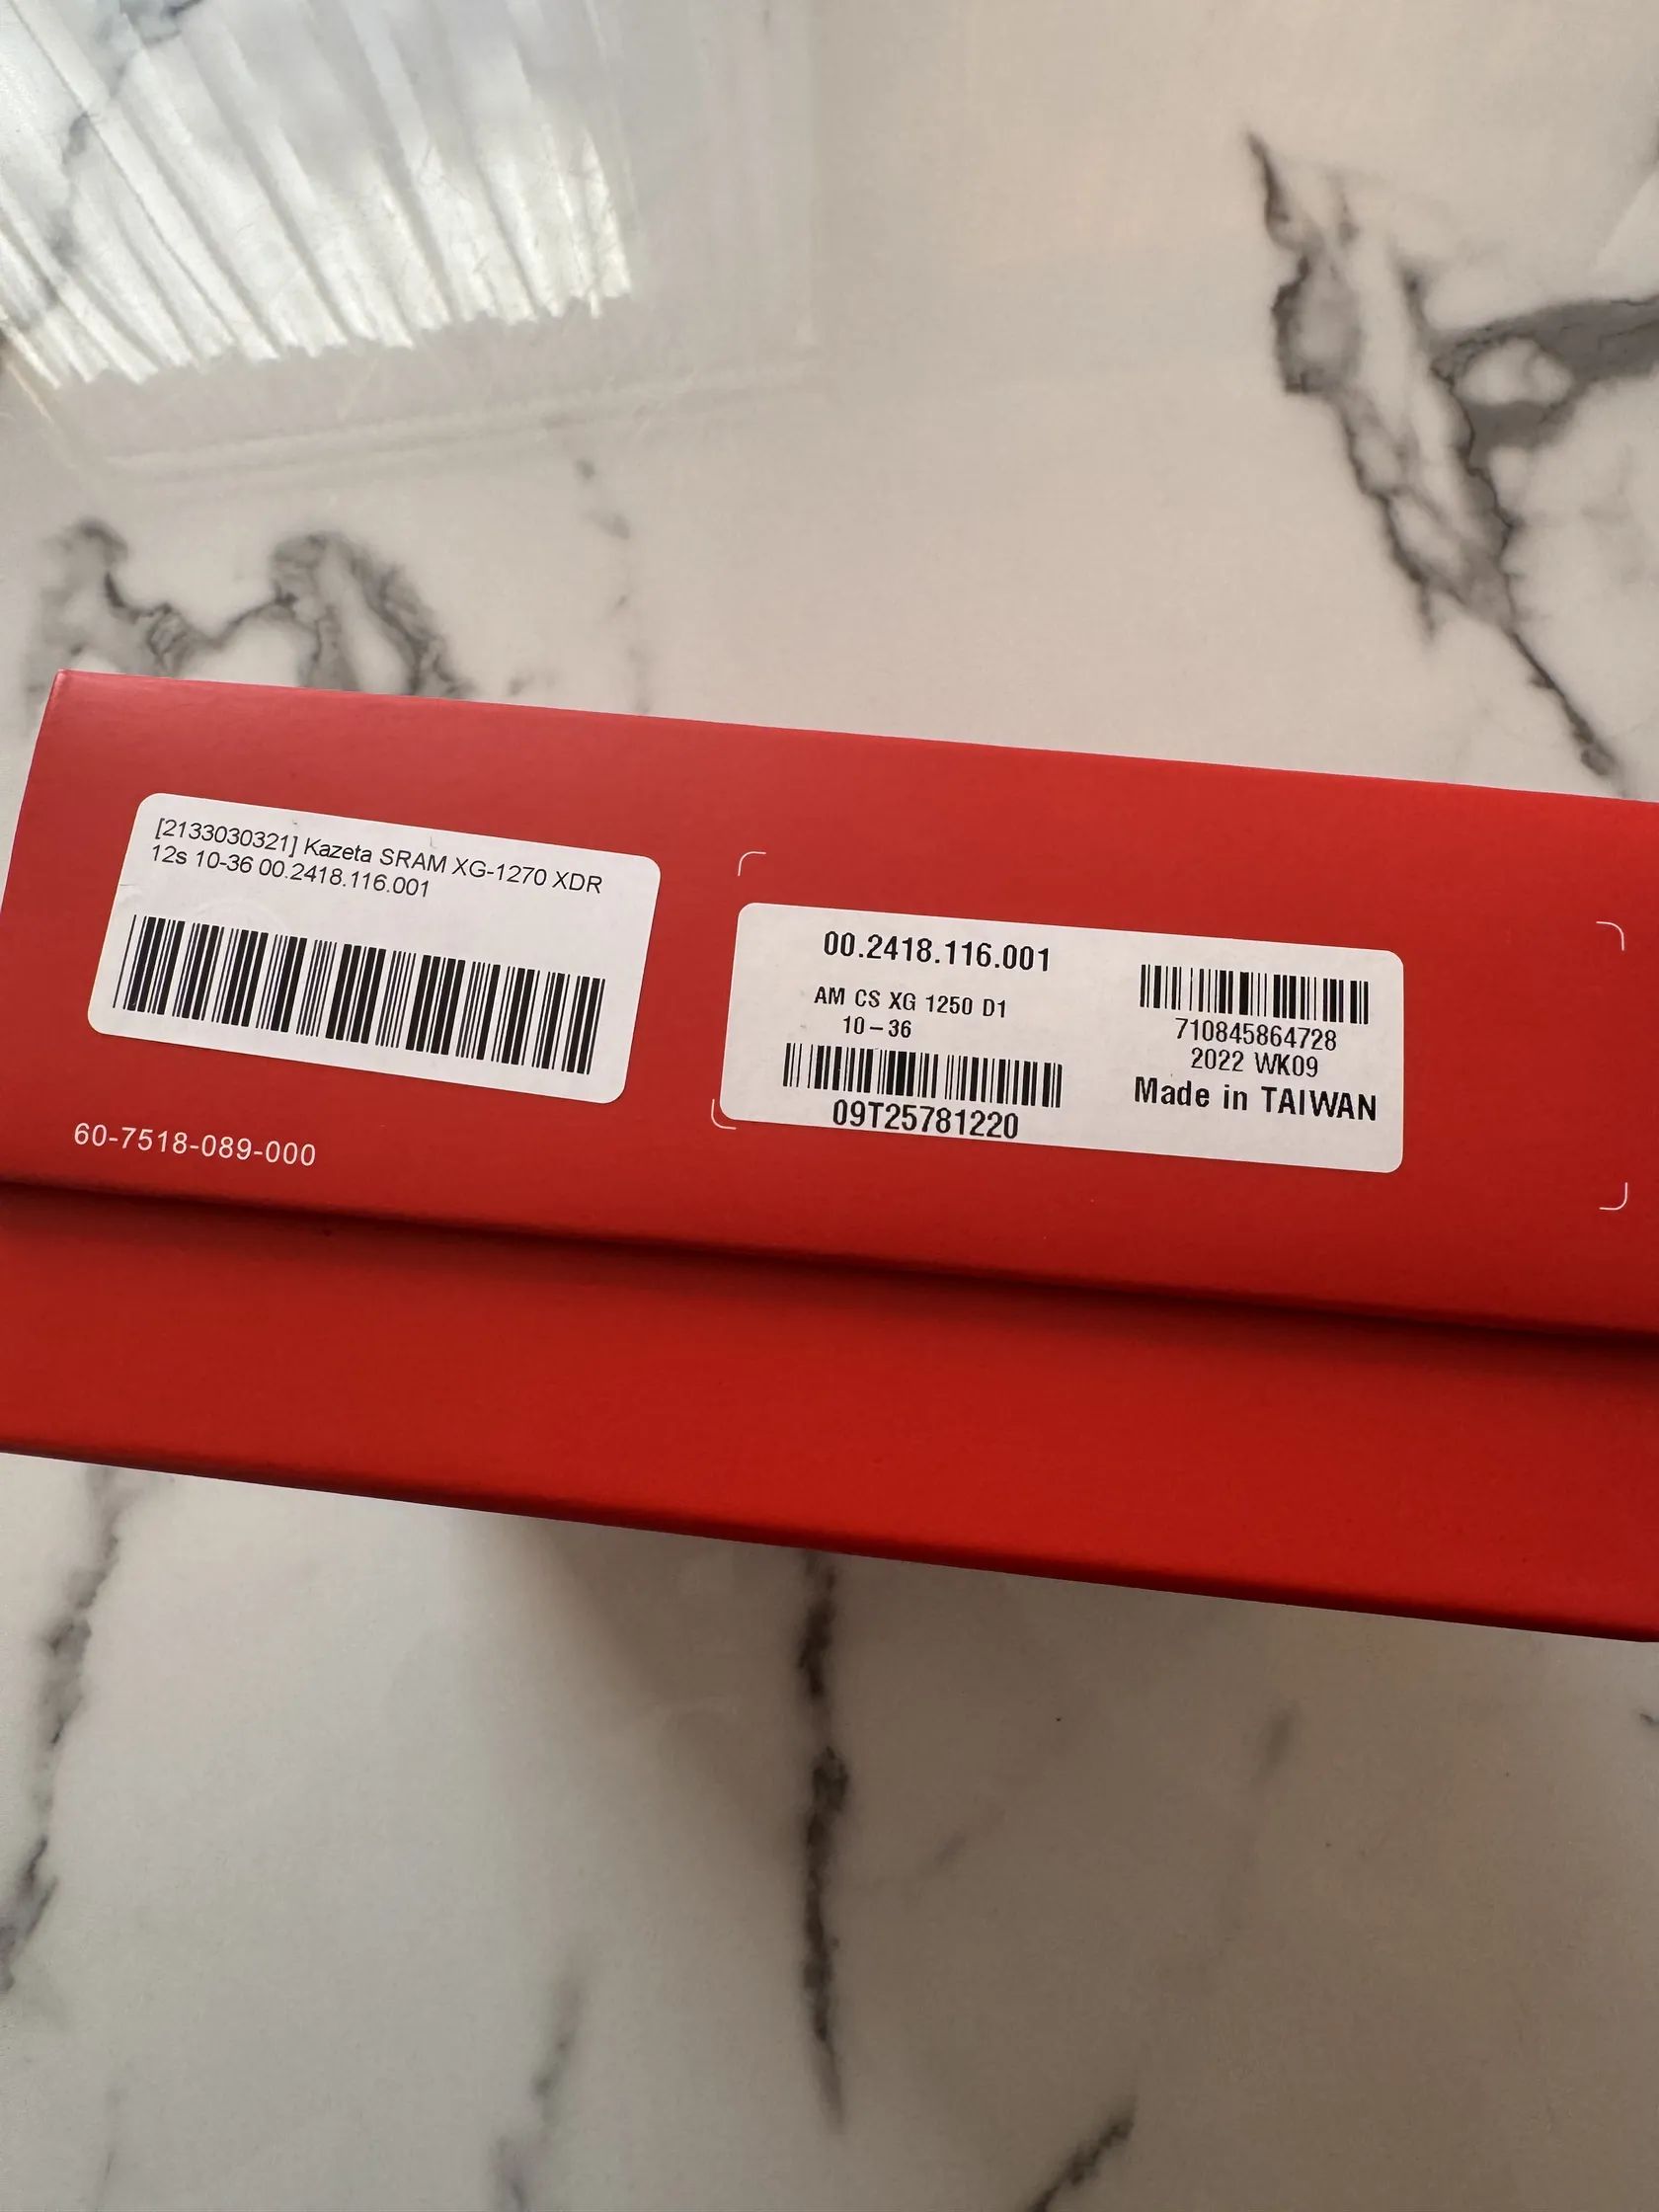 [2133030321] Kazeta SRAM XG-1270 XDR
12s 10-36 00.2418.116.001
60-7518-089-000
00.2418.116.001
AM CS XG 1250 D1
10-36
09T25781220
710845864728
2022 WK09
Made in TAIWAN